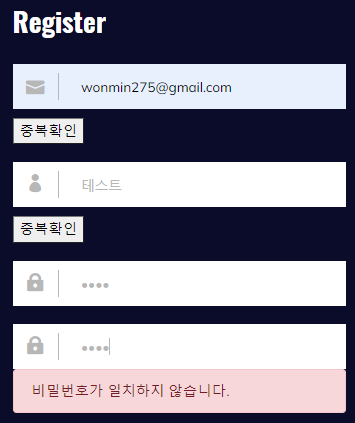 Register
wonmin275@gmail.com
중복확인
테스트
중복확인
••••
••••
비밀번호가 일치하지 않습니다.